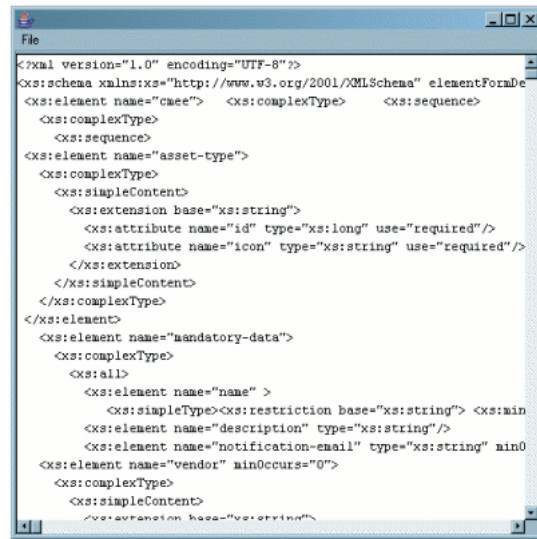 File
<?xml version="1.0" encoding="UTF-8"?>
<xs:schema xmlns:xs="http://www.w3.org/2001/XMLSchema" elementFormDe
<xs:element name="cmee">   <xs:complexType>     <xs:sequence>
<xs:complexType>
<xs:sequence>
<xs:element name="asset-type">
<xs:complexType>
<xs:simpleContent>
<xs:extension base="xs:string">
<xs:attribute name="id" type="xs:long" use="required"/>
<xs:attribute name="icon" type="xs:string" use="required"/>
</xs:extension>
</xs:simpleContent>
</xs:complexType>
</xs:element>
<xs:element name="mandatory-data">
<xs:complexType>
<xs:all>
<xs:element name="name" >
<xs:simpleType><xs:restriction base="xs:string"> <xs:min
<xs:element name="description" type="xs:string"/>
<xs:element name="notification-email" type="xs:string" minO
<xs:element name="vendor" minOccurs="0">
<xs:complexType>
<xs:simpleContent>
<xs:extension base="xs:string">